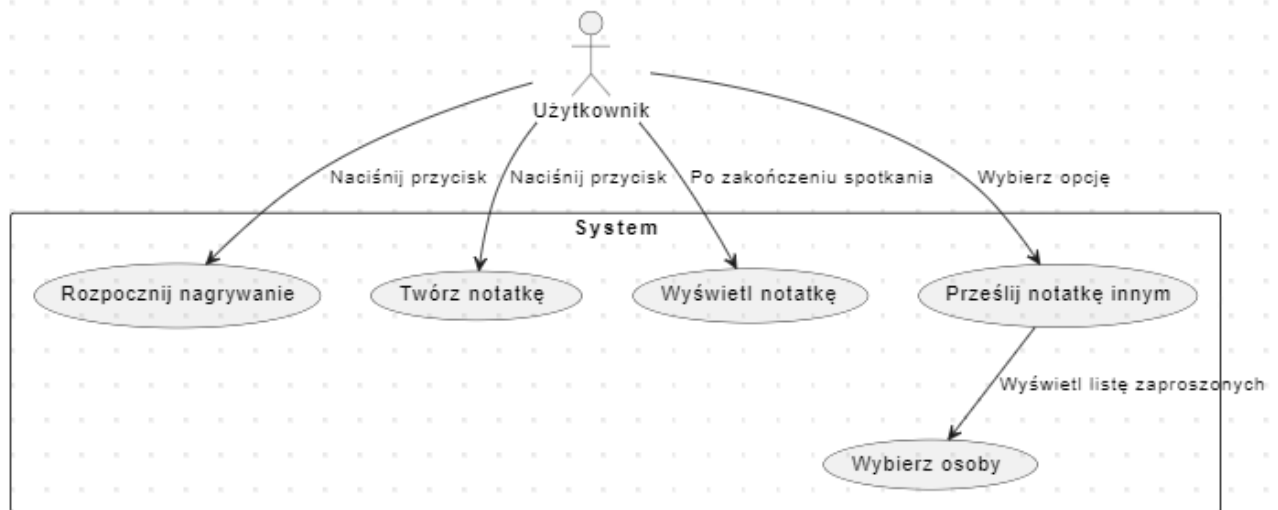 Użytkownik
Naciśnij przycisk
Naciśnij przycisk
Po zakończeniu spotkania
Wybierz opcję
System
Rozpocznij nagrywanie
Twórz notatkę
Wyświetl notatkę
Prześlij notatkę innym
Wyświetl listę zaproszonych
Wybierz osoby